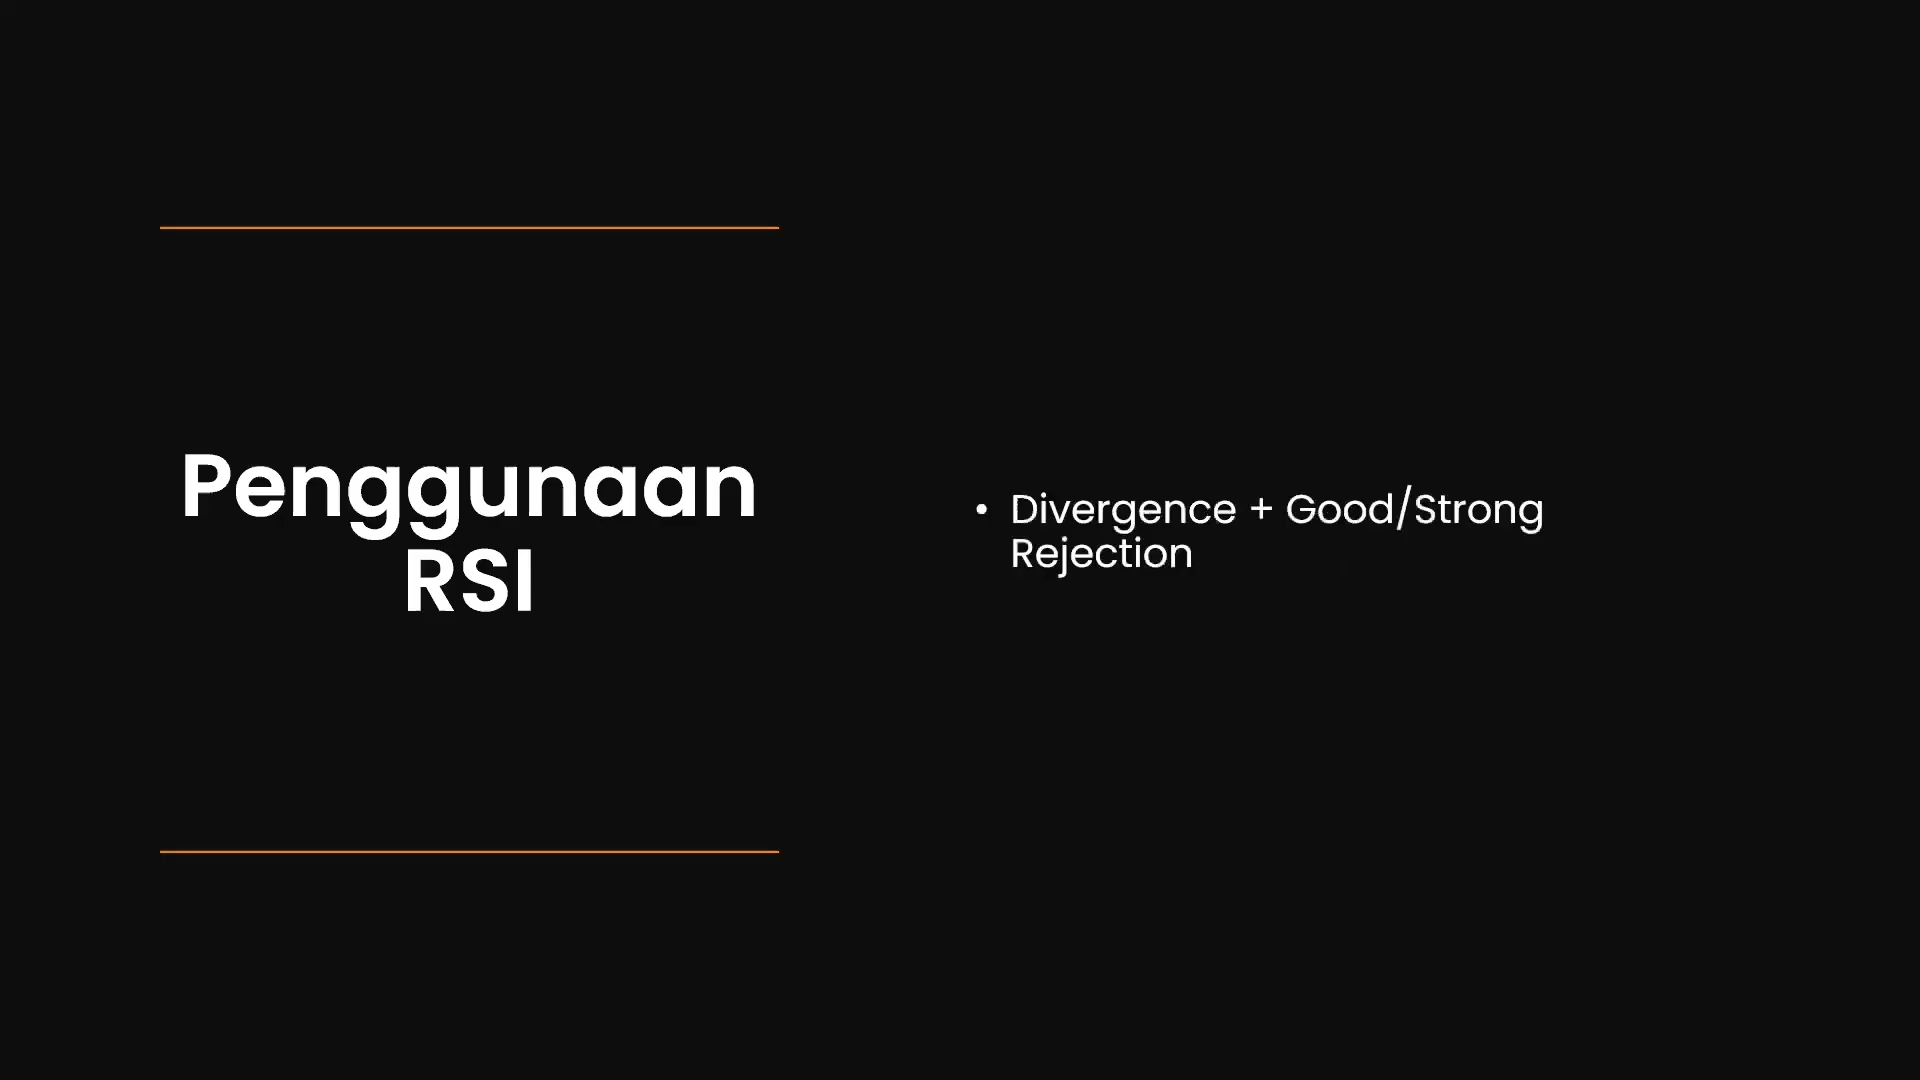 Penggunaan
RSI
• Divergence + Good/Strong
Rejection